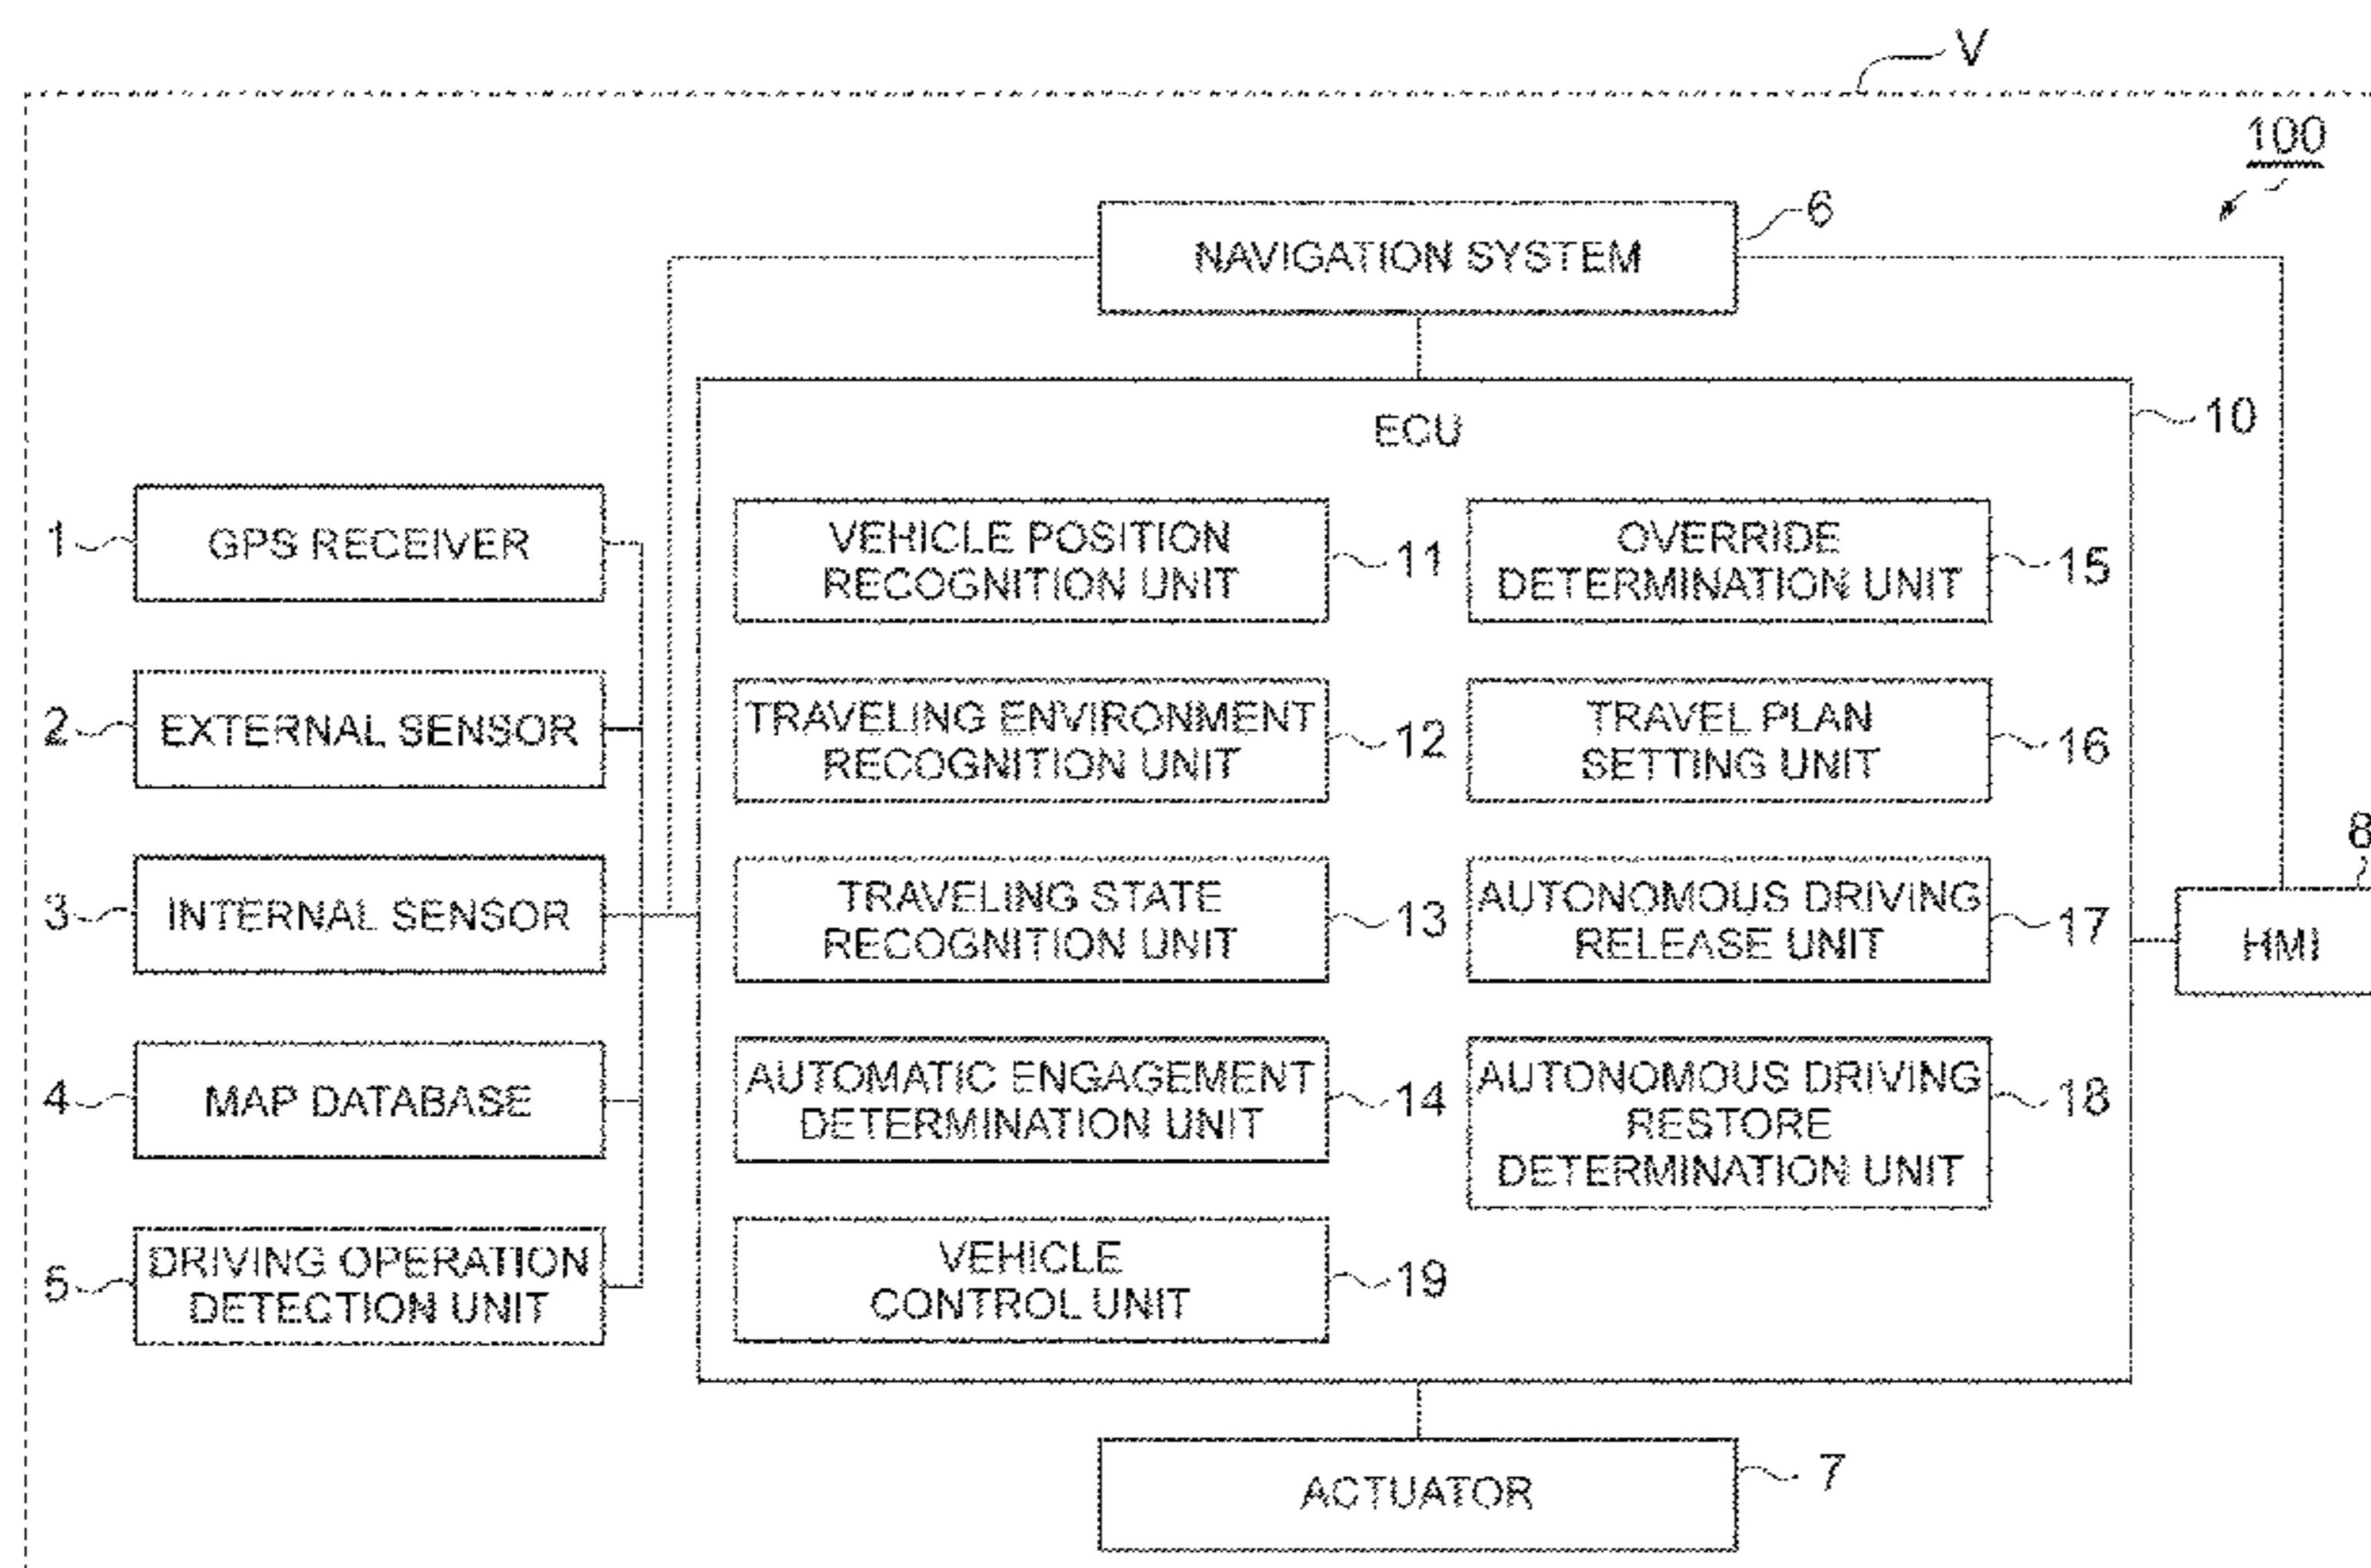 V
100
6
NAVIGATION SYSTEM
ECU
10
1
GPS RECEIVER
VEHICLE POSITION
RECOGNITION UNIT
11
OVERRIDE
DETERMINATION UNIT
15
2
EXTERNAL SENSOR
TRAVELING ENVIRONMENT
RECOGNITION UNIT
12
TRAVEL PLAN
SETTING UNIT
16
3
INTERNAL SENSOR
TRAVELING STATE
RECOGNITION UNIT
13
AUTONOMOUS DRIVING
RELEASE UNIT
17
8
HMI
4
MAP DATABASE
AUTOMATIC ENGAGEMENT
DETERMINATION UNIT
14
AUTONOMOUS DRIVING
RESTORE
DETERMINATION UNIT
18
5
DRIVING OPERATION
DETECTION UNIT
VEHICLE
CONTROL UNIT
19
ACTUATOR
7